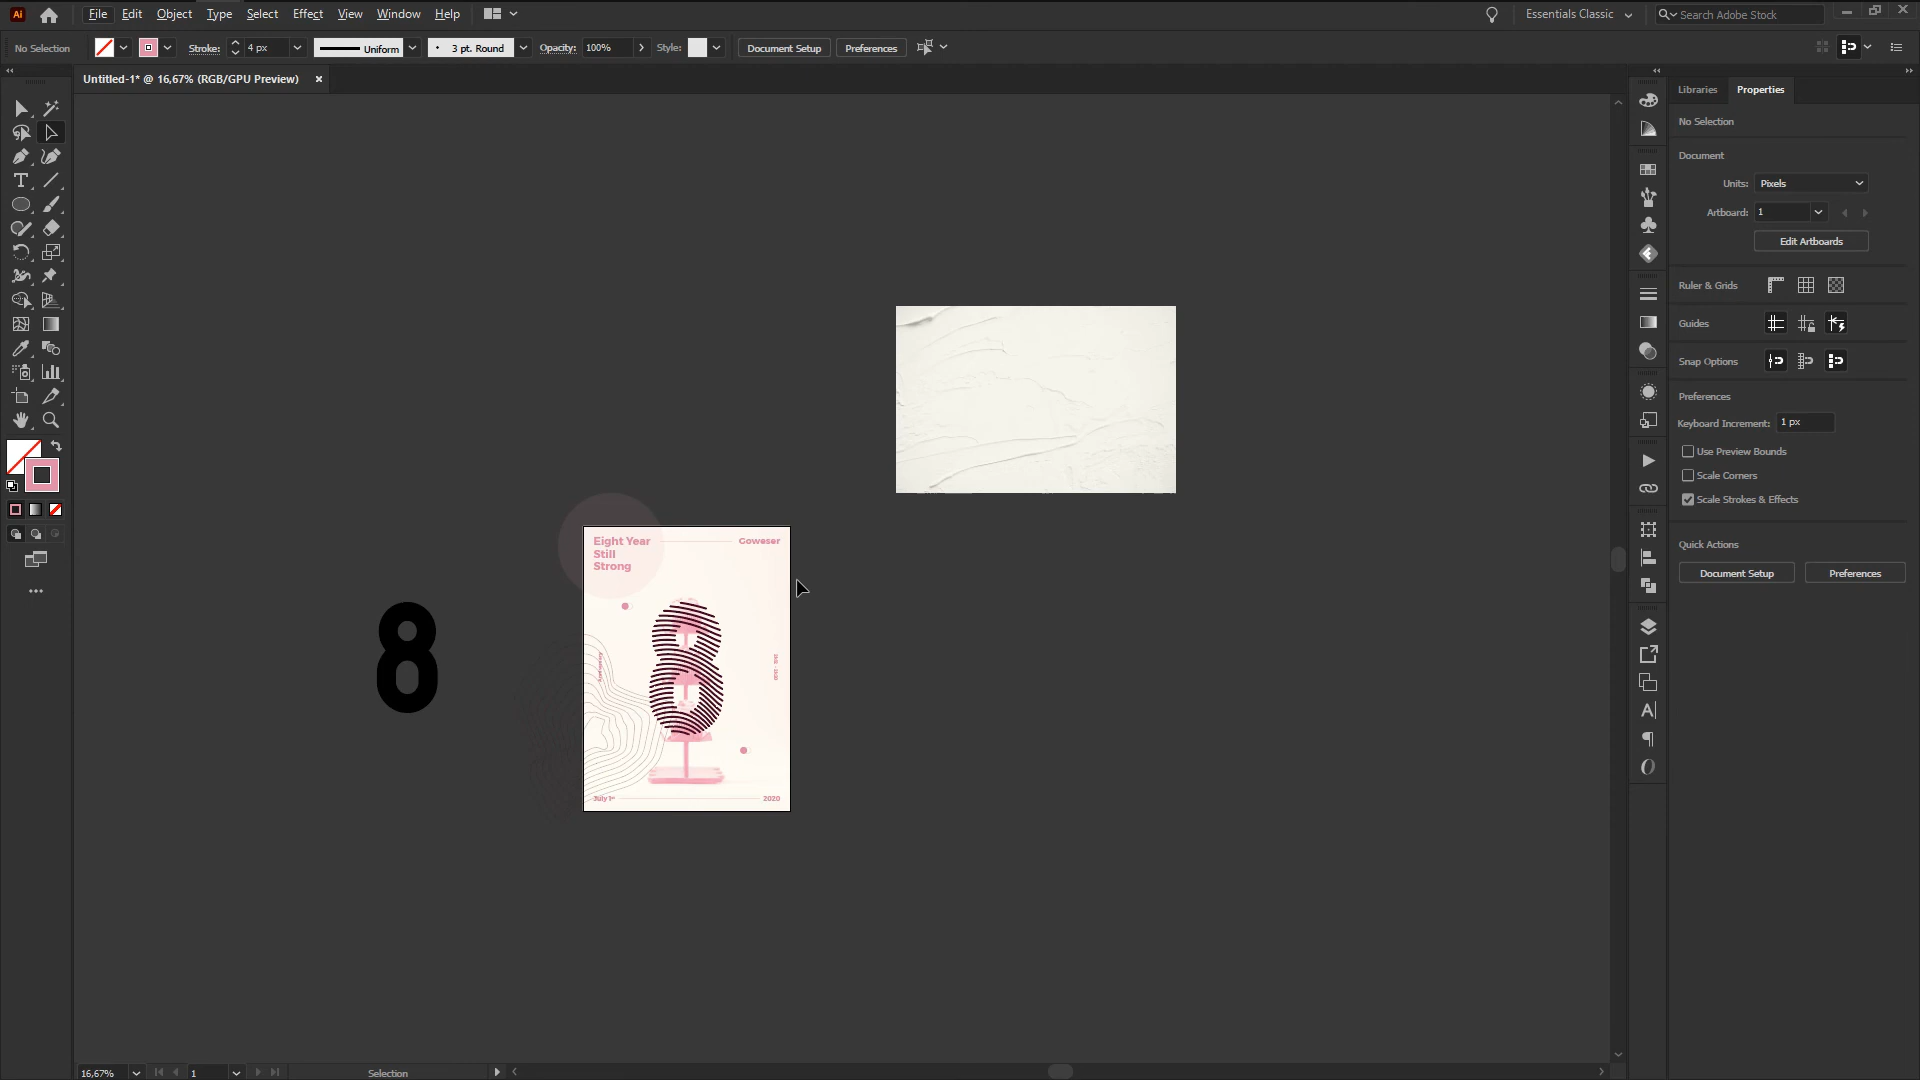 Ai
File Edit Object Type Select Effect View Window Help
Essentials Classic
Search Adobe Stock
No Selection
Stroke: 4 px
Uniform
3 pt. Round
Opacity: 100%
Style:
Document Setup
Preferences
Untitled-1* @ 16,67% (RGB/GPU Preview)
Libraries
Properties
No Selection
Document
Units: Pixels
Artboard: 1
Edit Artboards
Ruler & Grids
Guides
Snap Options
Preferences
Keyboard Increment: 1 px
Use Preview Bounds
Scale Corners
Scale Strokes & Effects
Quick Actions
Document Setup
Preferences
Eight Year
Still
Strong
Goweser
8
8
July 1st
2020
16,67%
1
Selection